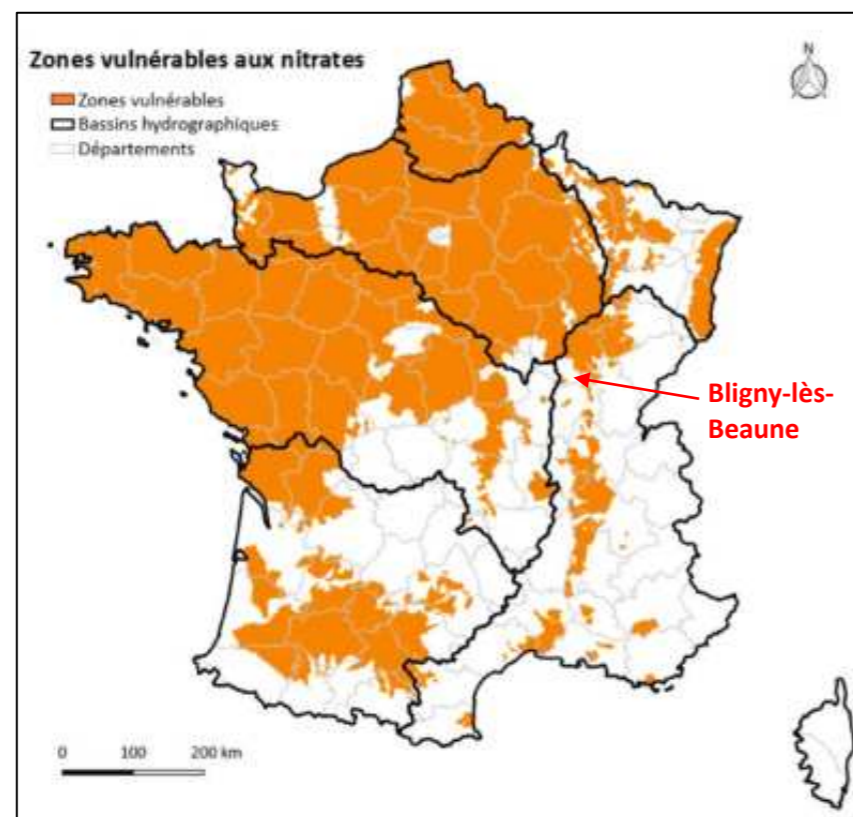 Zones vulnérables aux nitrates
N
Zones vulnérables
Bassins hydrographiques
Départements
Bligny-lès-
Beaune
0 100 200 km